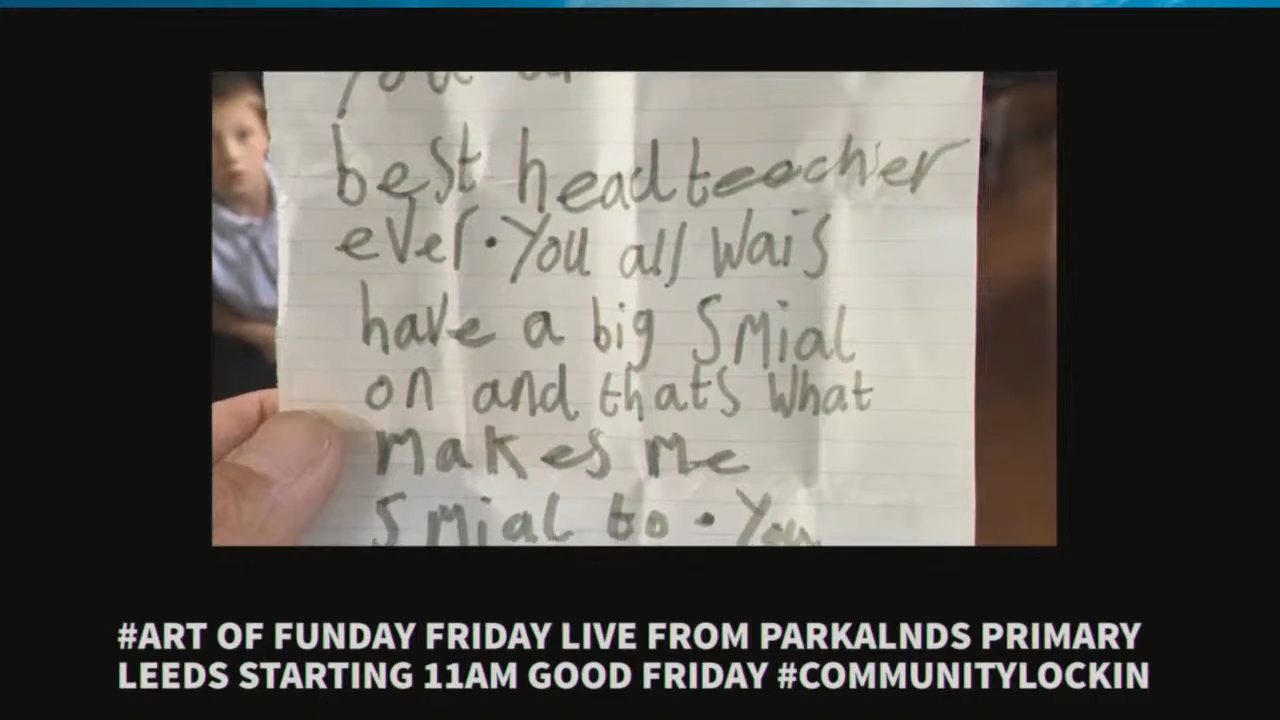 best headteocher
ever. You all wais
have a big smial
on and thats what
makes me
smial to. You
#ART OF FUNDAY FRIDAY LIVE FROM PARKALNDS PRIMARY
LEEDS STARTING 11AM GOOD FRIDAY #COMMUNITYLOCKIN